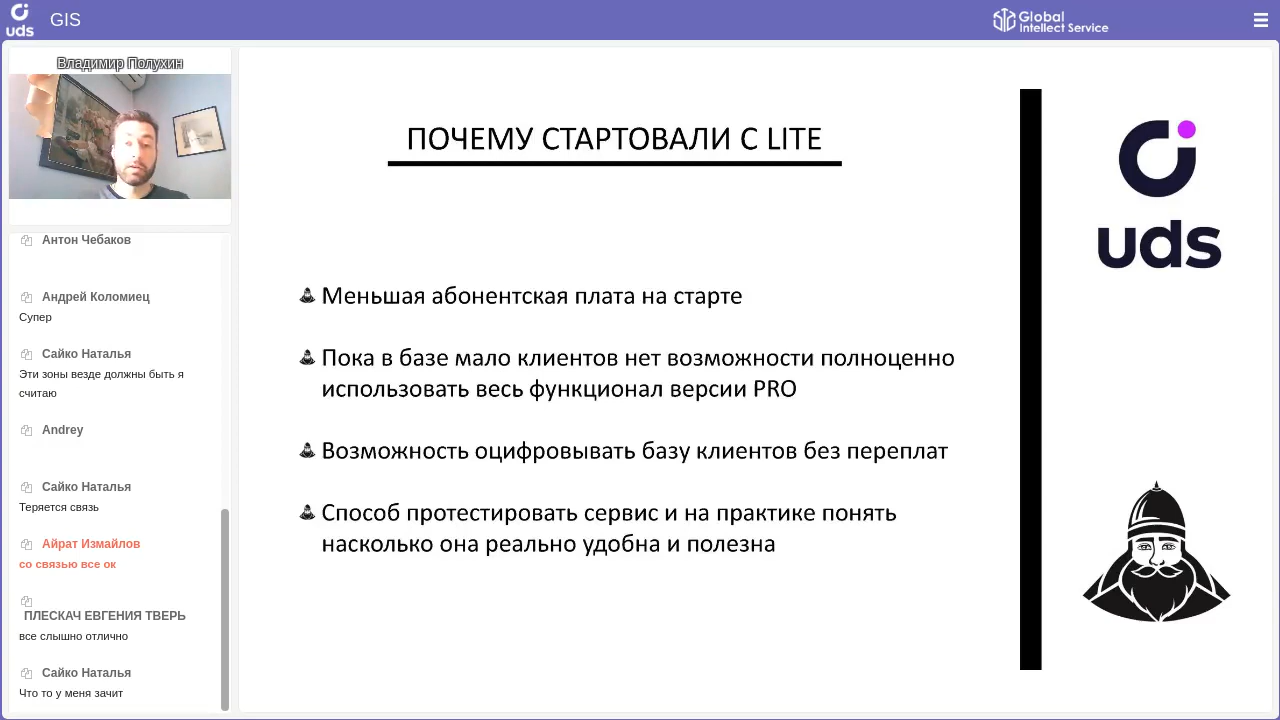 uds
GIS
Global
Intellect Service
Владимир Полухин
Антон Чебаков
Андрей Коломиец
Супер
Сайко Наталья
Эти зоны везде должны быть я
считаю
Andrey
Сайко Наталья
Теряется связь
Айрат Измайлов
со связью все ок
ПЛЕСКАЧ ЕВГЕНИЯ ТВЕРЬ
все слышно отлично
Сайко Наталья
Что то у меня зачит
ПОЧЕМУ СТАРТОВАЛИ С LITE
Меньшая абонентская плата на старте
Пока в базе мало клиентов нет возможности полноценно
использовать весь функционал версии PRO
Возможность оцифровывать базу клиентов без переплат
Способ протестировать сервис и на практике понять
насколько она реально удобна и полезна
uds